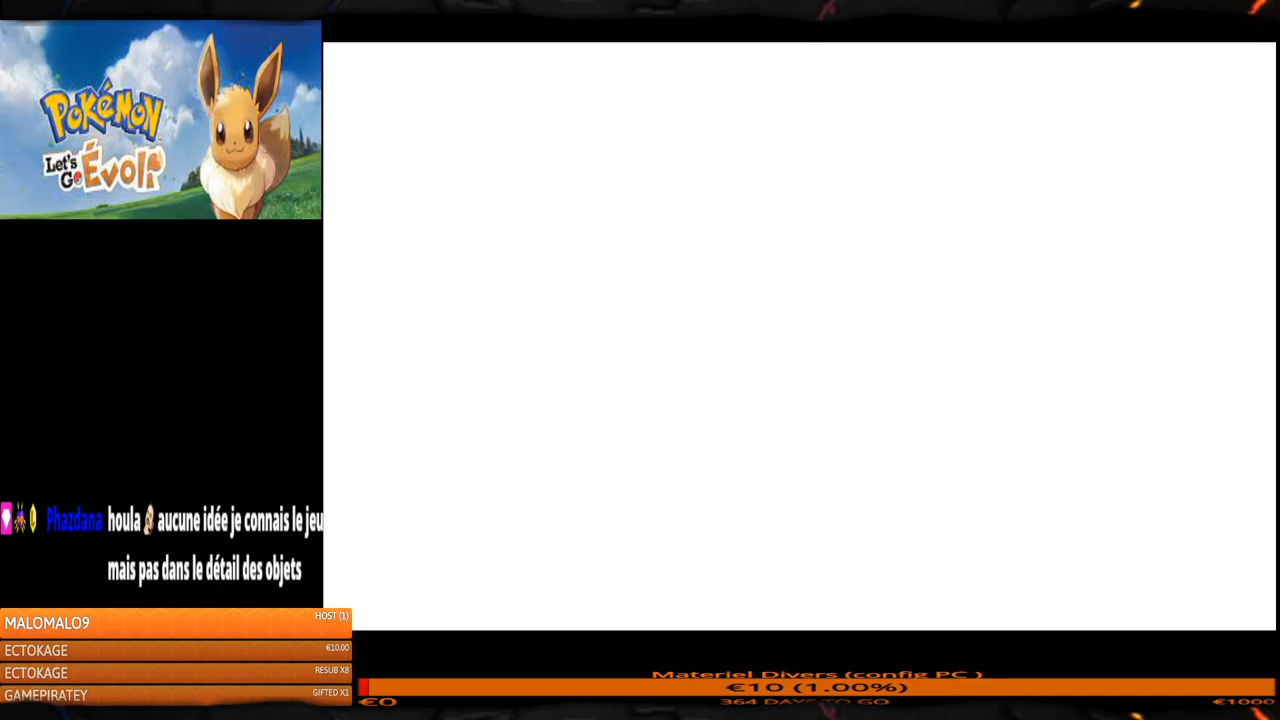 POKÉMON
Let's
Go Évoli
Phazdana houla aucune idée je connais le jeu
mais pas dans le détail des objets
MALOMALO9 HOST (1)
ECTOKAGE €10.00
ECTOKAGE RESUB X8
GAMEPIRATEY GIFTED X1
Materiel Divers (config PC )
€10 (1.00%)
€0 364 DAYS TO GO €1000